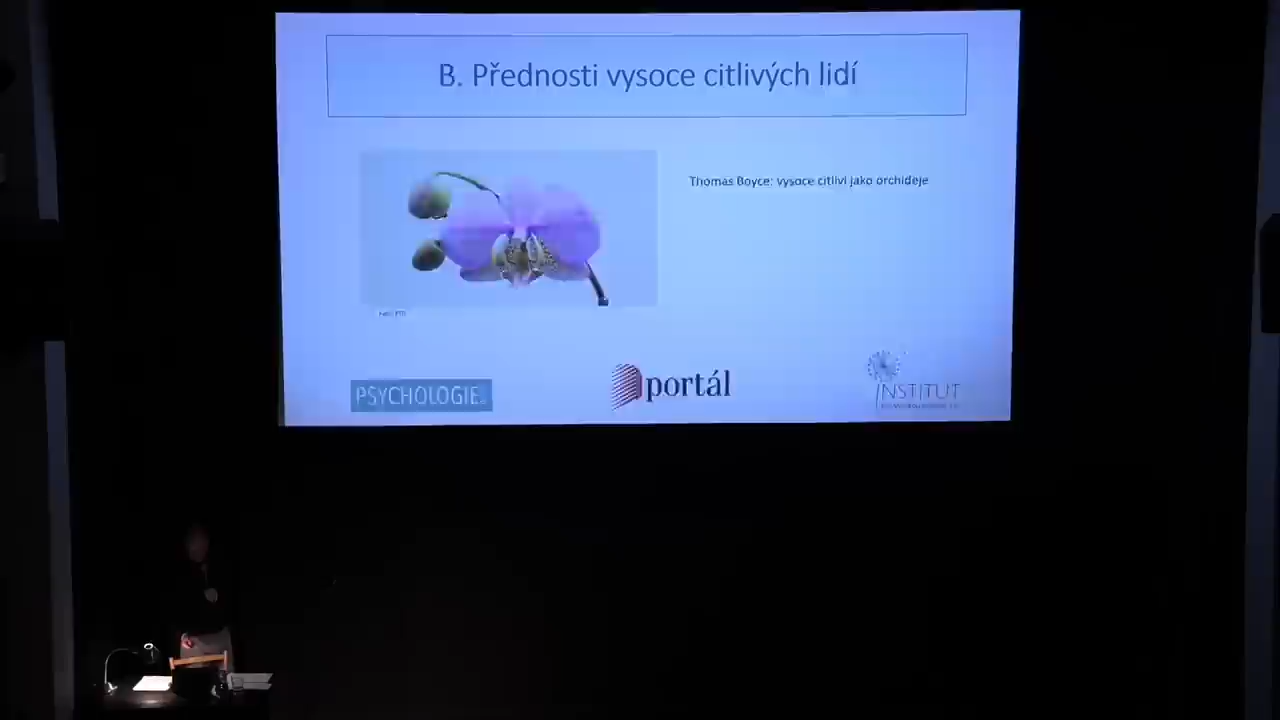 B. Přednosti vysoce citlivých lidí
Thomas Boyce: vysoce citliví jako orchideje
PSYCHOLOGIE
portál
INSTITUT